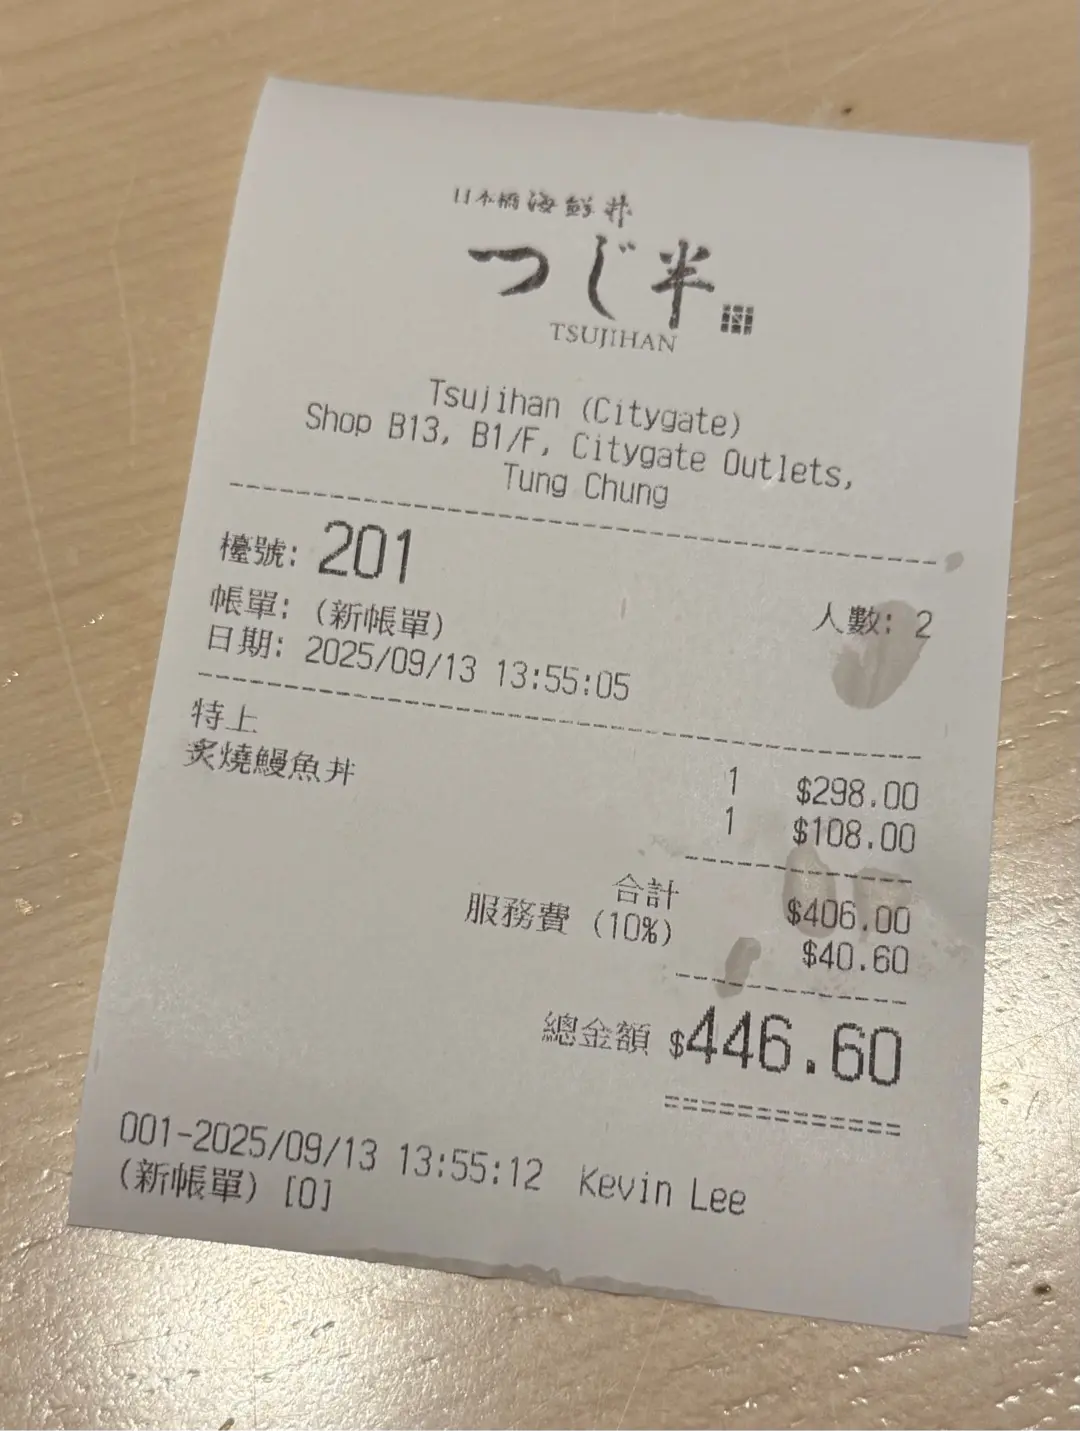 日本橋海鮮丼
つじ半
TSUJIHAN
Tsujihan (Citygate)
Shop B13, B1/F, Citygate Outlets,
Tung Chung
檯號: 201
人數: 2
帳單: (新帳單)
日期: 2025/09/13 13:55:05
特上 1 $298.00
炙燒鰻魚丼 1 $108.00
合計 $406.00
服務費 (10%) $40.60
總金額 $446.60
001-2025/09/13 13:55:12 Kevin Lee
(新帳單) [0]